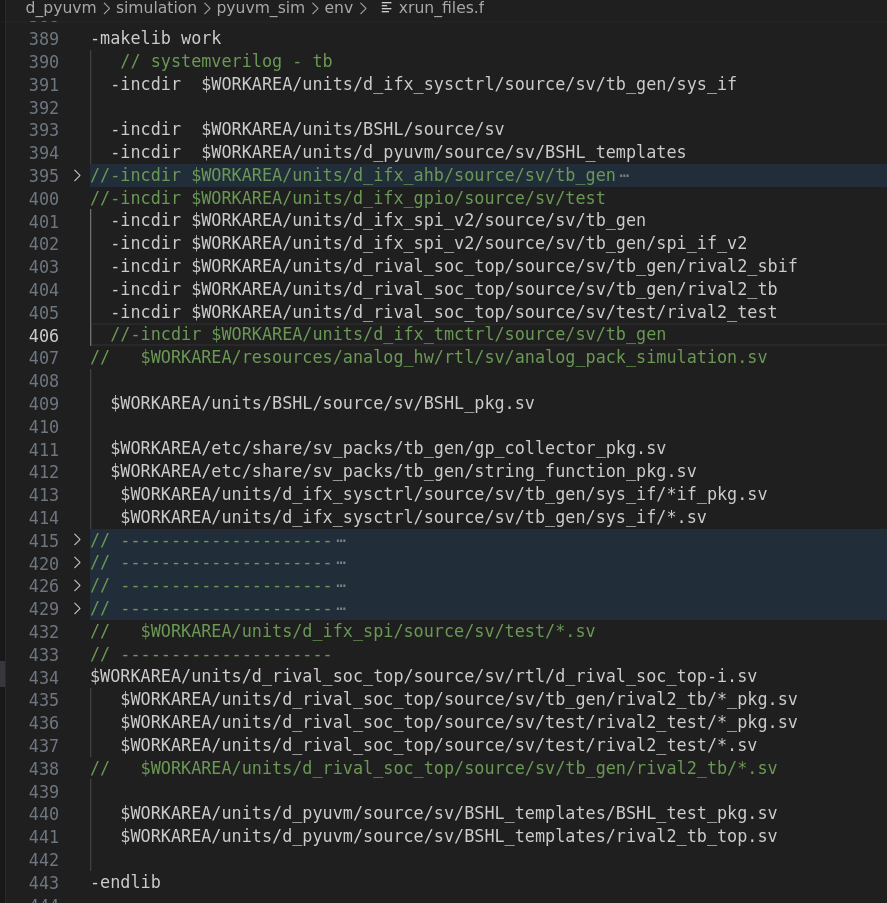 d_pyuvm > simulation > pyuvm_sim > env > xrun_files.f
389 -makelib work
390 // systemverilog - tb
391 -incdir  $WORKAREA/units/d_ifx_sysctrl/source/sv/tb_gen/sys_if
392
393 -incdir  $WORKAREA/units/BSHL/source/sv
394 -incdir  $WORKAREA/units/d_pyuvm/source/sv/BSHL_templates
395 > //-incdir $WORKAREA/units/d_ifx_ahb/source/sv/tb_gen ⋯
400 //-incdir $WORKAREA/units/d_ifx_gpio/source/sv/test
401 -incdir $WORKAREA/units/d_ifx_spi_v2/source/sv/tb_gen
402 -incdir $WORKAREA/units/d_ifx_spi_v2/source/sv/tb_gen/spi_if_v2
403 -incdir $WORKAREA/units/d_rival_soc_top/source/sv/tb_gen/rival2_sbif
404 -incdir $WORKAREA/units/d_rival_soc_top/source/sv/tb_gen/rival2_tb
405 -incdir $WORKAREA/units/d_rival_soc_top/source/sv/test/rival2_test
406 //-incdir $WORKAREA/units/d_ifx_tmctrl/source/sv/tb_gen
407 //   $WORKAREA/resources/analog_hw/rtl/sv/analog_pack_simulation.sv
408
409 $WORKAREA/units/BSHL/source/sv/BSHL_pkg.sv
410
411 $WORKAREA/etc/share/sv_packs/tb_gen/gp_collector_pkg.sv
412 $WORKAREA/etc/share/sv_packs/tb_gen/string_function_pkg.sv
413 $WORKAREA/units/d_ifx_sysctrl/source/sv/tb_gen/sys_if/*if_pkg.sv
414 $WORKAREA/units/d_ifx_sysctrl/source/sv/tb_gen/sys_if/*.sv
415 > // --------------------- ⋯
420 > // --------------------- ⋯
426 > // --------------------- ⋯
429 > // --------------------- ⋯
432 //   $WORKAREA/units/d_ifx_spi/source/sv/test/*.sv
433 // ---------------------
434 $WORKAREA/units/d_rival_soc_top/source/sv/rtl/d_rival_soc_top-i.sv
435 $WORKAREA/units/d_rival_soc_top/source/sv/tb_gen/rival2_tb/*_pkg.sv
436 $WORKAREA/units/d_rival_soc_top/source/sv/test/rival2_test/*_pkg.sv
437 $WORKAREA/units/d_rival_soc_top/source/sv/test/rival2_test/*.sv
438 //   $WORKAREA/units/d_rival_soc_top/source/sv/tb_gen/rival2_tb/*.sv
439
440 $WORKAREA/units/d_pyuvm/source/sv/BSHL_templates/BSHL_test_pkg.sv
441 $WORKAREA/units/d_pyuvm/source/sv/BSHL_templates/rival2_tb_top.sv
442
443 -endlib